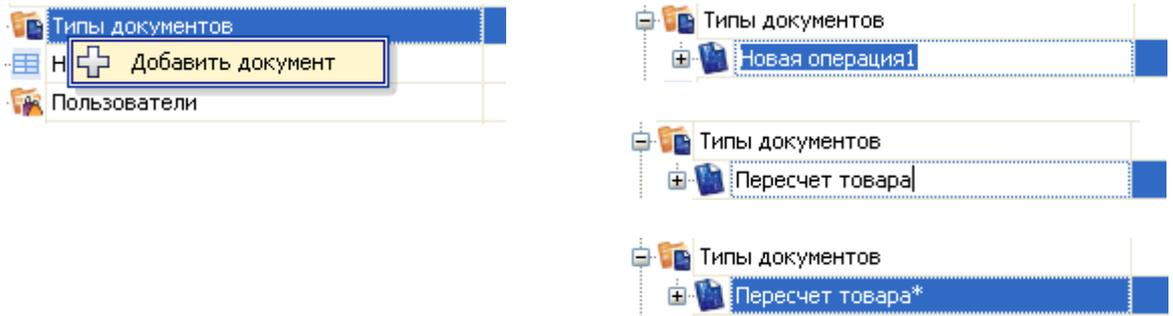 Типы документов
Добавить документ
Н
Пользователи
Типы документов
Новая операция1
Типы документов
Пересчет товара
Типы документов
Пересчет товара*